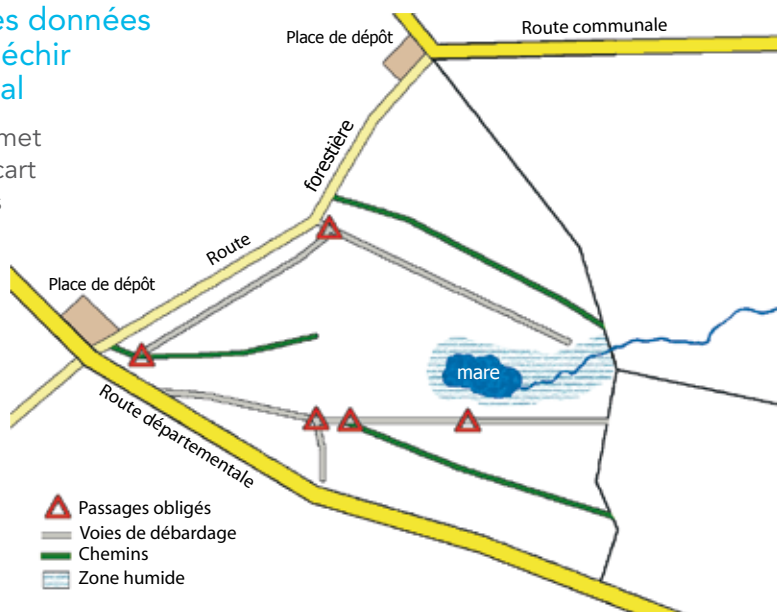 es données
échir
al
met
cart
s
Place de dépôt
Route communale
forestière
Route
Place de dépôt
mare
Route départementale
Passages obligés
Voies de débardage
Chemins
Zone humide